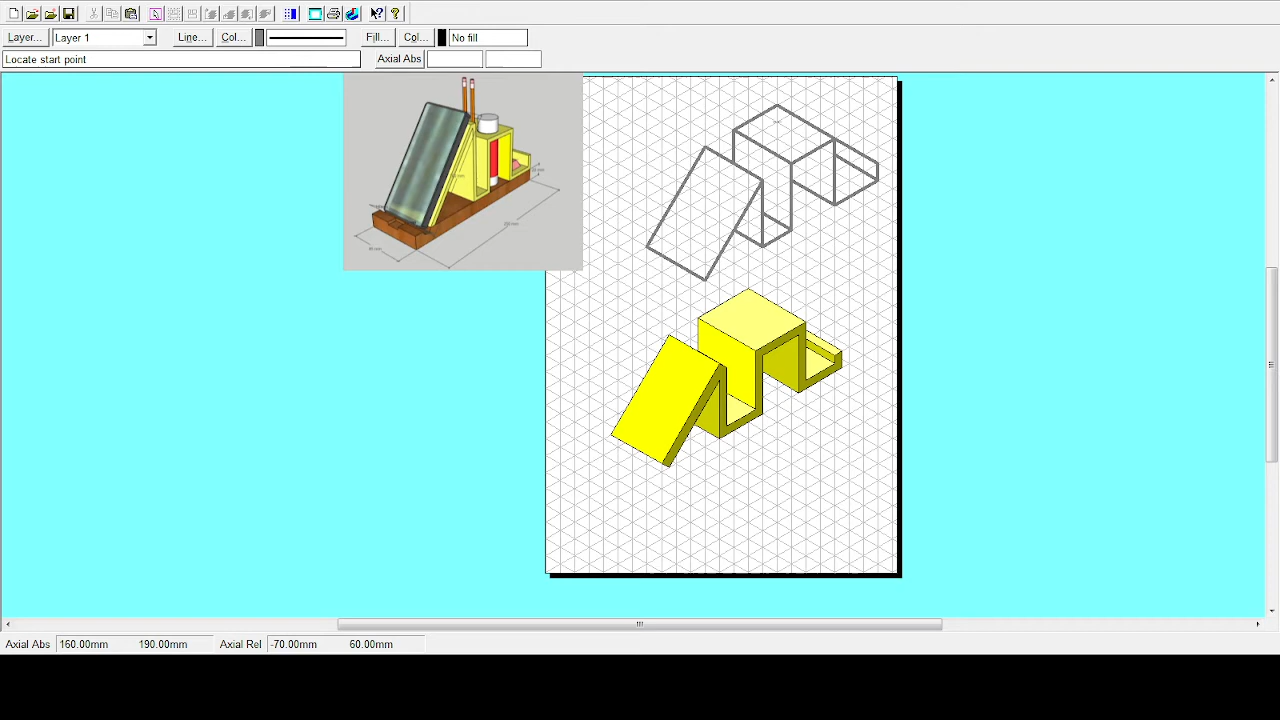 Layer... Layer 1 Line... Col... Fill... Col... No fill
Locate start point Axial Abs
Axial Abs 160.00mm 190.00mm Axial Rel -70.00mm 60.00mm